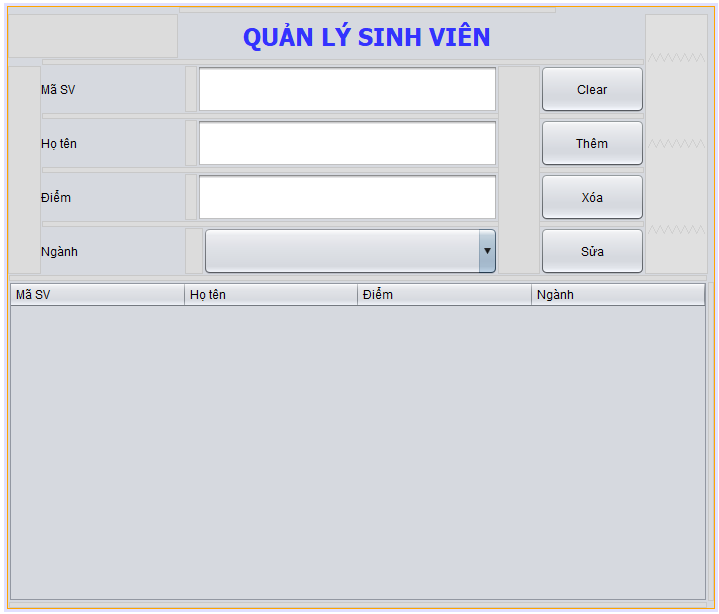 QUẢN LÝ SINH VIÊN
Mã SV
Clear
Họ tên
Thêm
Điểm
Xóa
Ngành
Sửa
Mã SV Họ tên Điểm Ngành